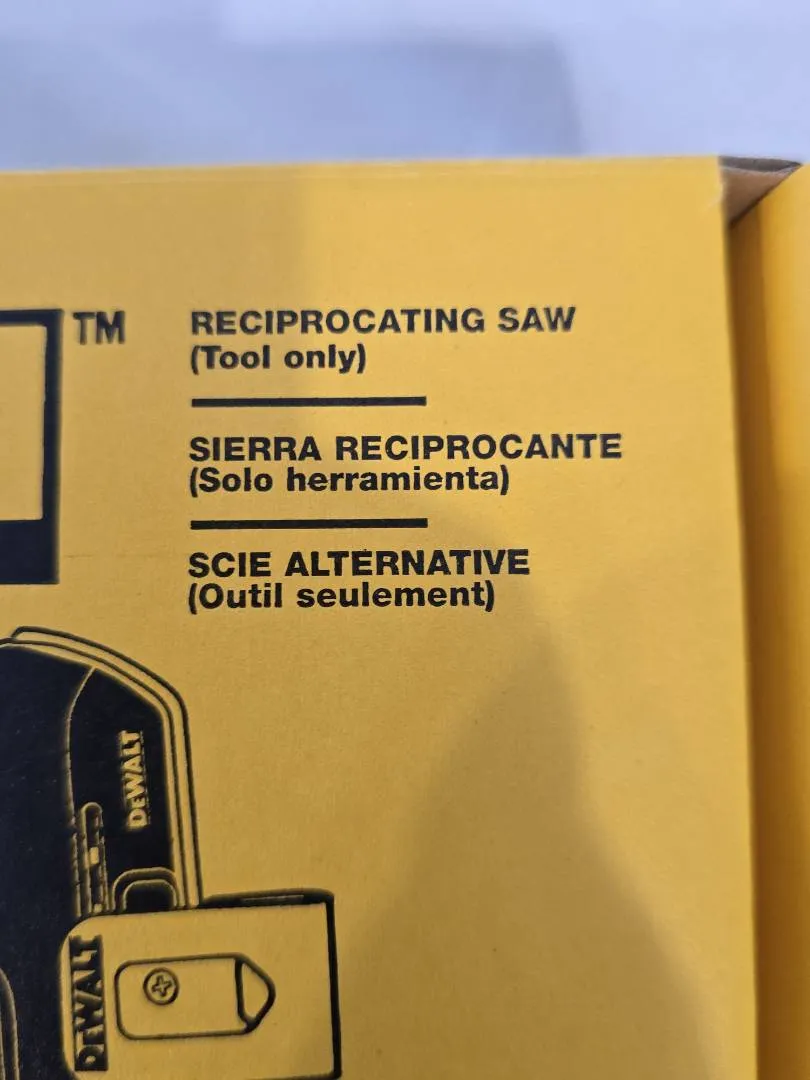 TM
RECIPROCATING SAW
(Tool only)
SIERRA RECIPROCANTE
(Solo herramienta)
SCIE ALTERNATIVE
(Outil seulement)
DEWALT
DEWALT